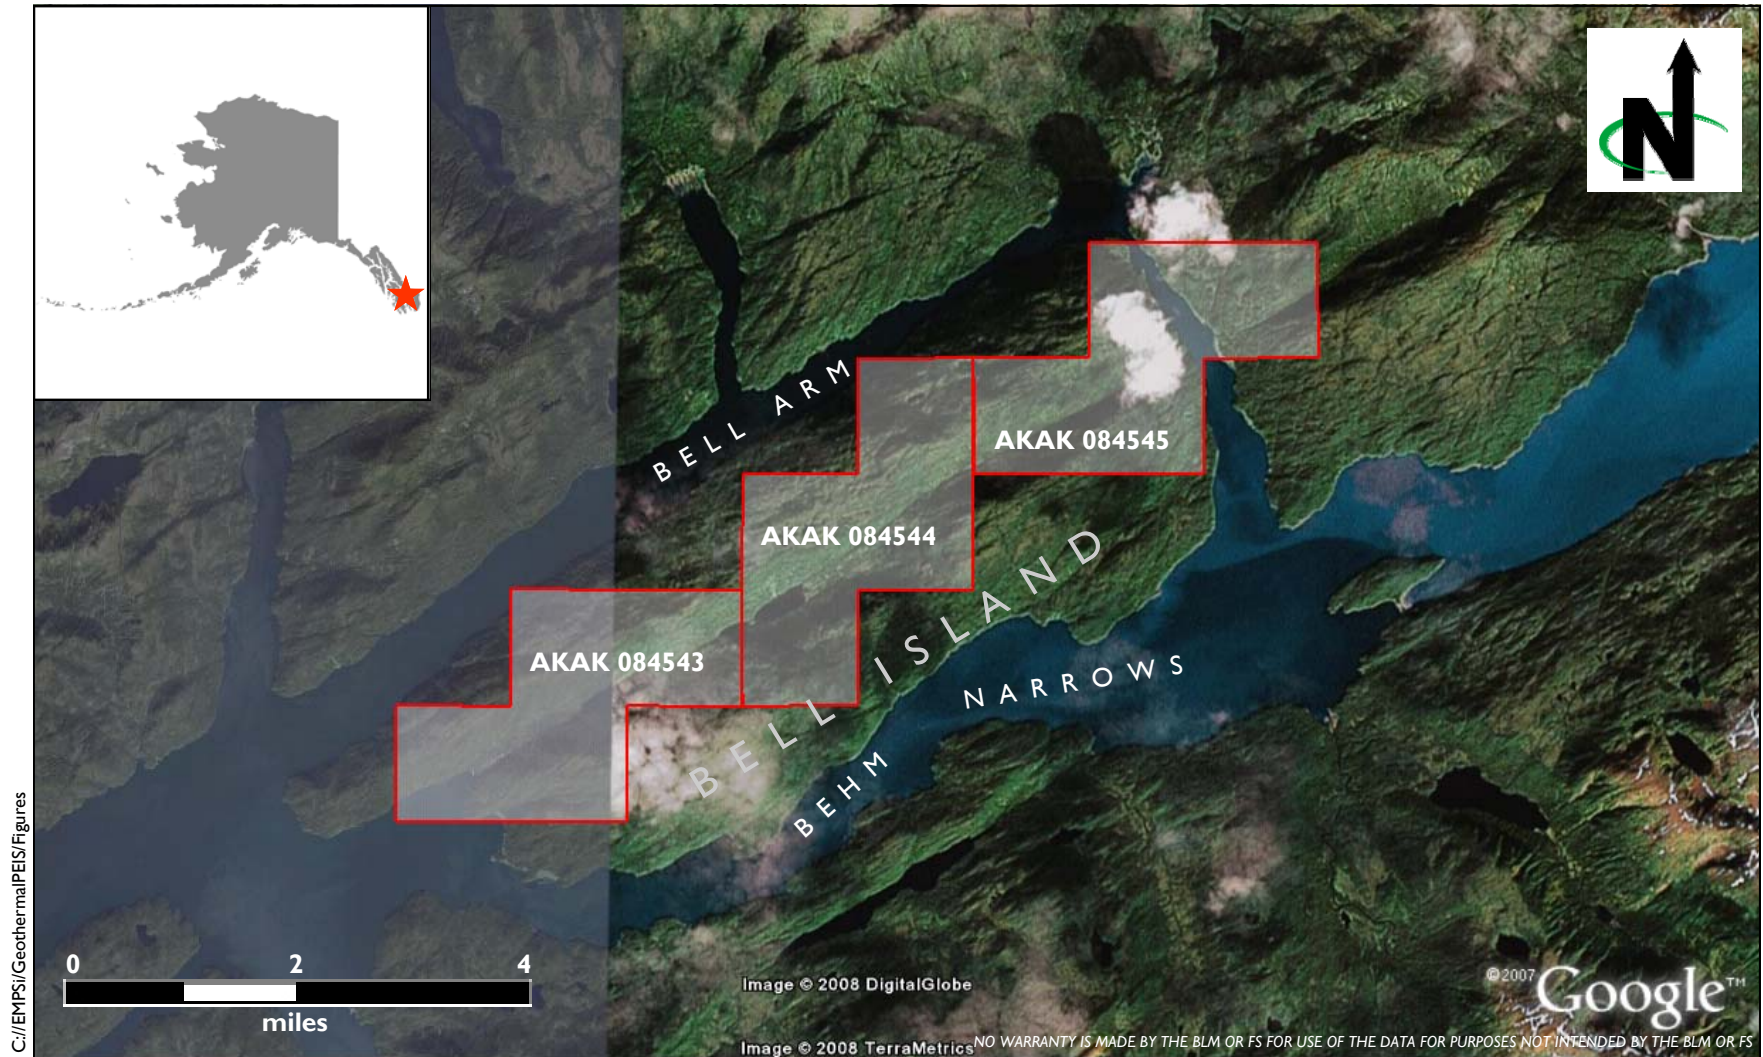 N
BELL ARM
AKAK 084545
AKAK 084544
AKAK 084543
BELL ISLAND
BEHM NARROWS
0 2 4
miles
C://EMPSi/GeothermalPEIS/Figures
Image © 2008 DigitalGlobe
©2007 Google™
Image © 2008 TerraMetrics
NO WARRANTY IS MADE BY THE BLM OR FS FOR USE OF THE DATA FOR PURPOSES NOT INTENDED BY THE BLM OR FS